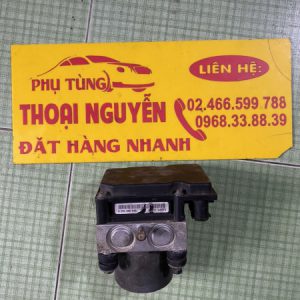 PHỤ TÙNG
THOẠI NGUYỄN
LIÊN HỆ:
02.466.599.788
0968.33.88.39
ĐẶT HÀNG NHANH